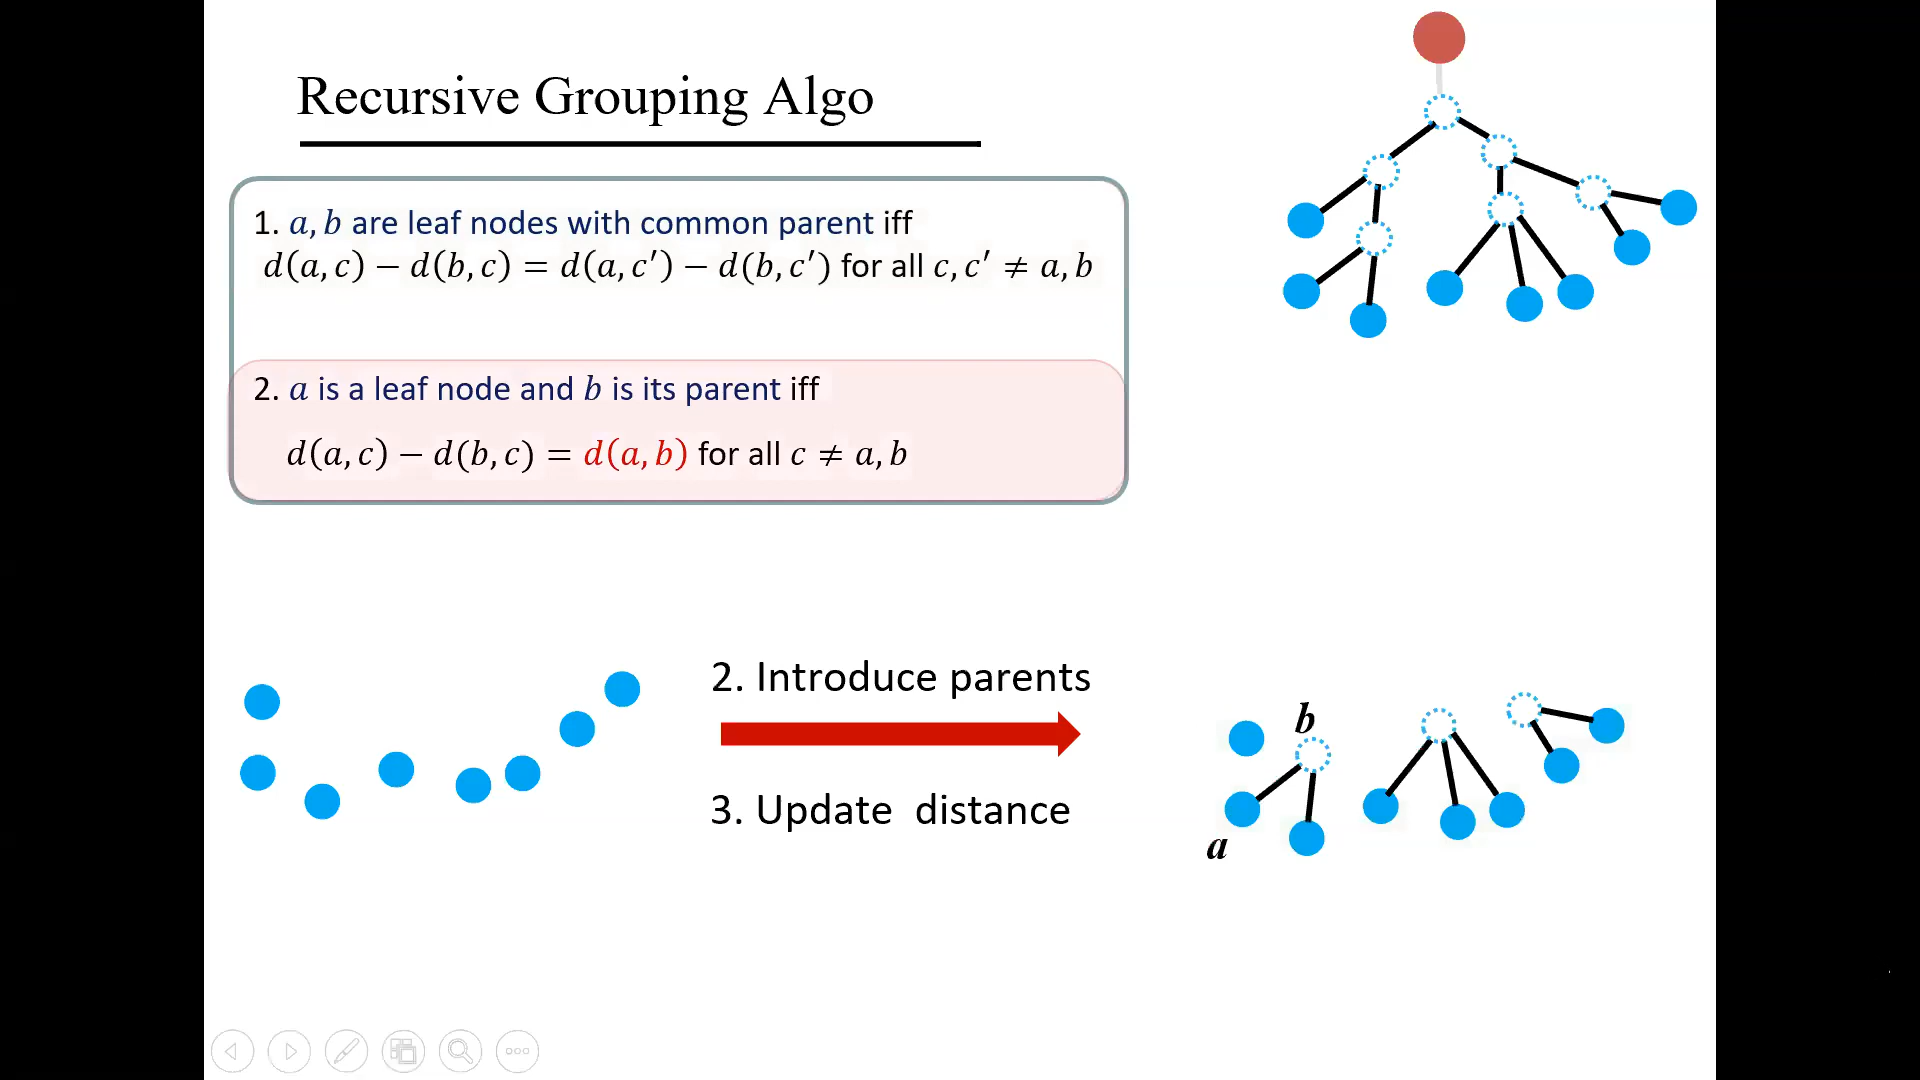 Recursive Grouping Algo
1. a, b are leaf nodes with common parent iff
d(a, c) − d(b, c) = d(a, c′) − d(b, c′) for all c, c′ ≠ a, b
2. a is a leaf node and b is its parent iff
d(a, c) − d(b, c) = d(a, b) for all c ≠ a, b
2. Introduce parents
3. Update distance
b
a